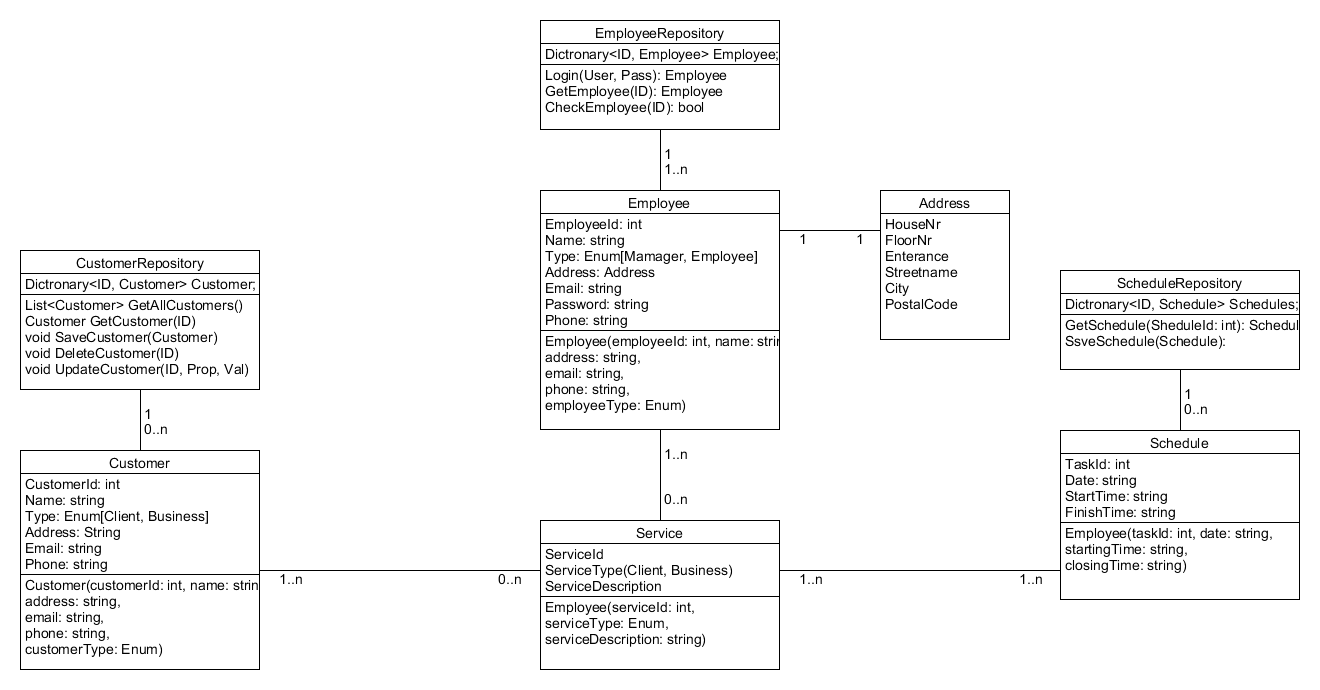 EmployeeRepository
Dictronary<ID, Employee> Employee;
Login(User, Pass): Employee
GetEmployee(ID): Employee
CheckEmployee(ID): bool
1
1..n
Employee
EmployeeId: int
Name: string
Type: Enum[Mamager, Employee]
Address: Address
Email: string
Password: string
Phone: string
Employee(employeeId: int, name: strin
address: string,
email: string,
phone: string,
employeeType: Enum)
1
1
Address
HouseNr
FloorNr
Enterance
Streetname
City
PostalCode
CustomerRepository
Dictronary<ID, Customer> Customer;
List<Customer> GetAllCustomers()
Customer GetCustomer(ID)
void SaveCustomer(Customer)
void DeleteCustomer(ID)
void UpdateCustomer(ID, Prop, Val)
1
0..n
Customer
CustomerId: int
Name: string
Type: Enum[Client, Business]
Address: String
Email: string
Phone: string
Customer(customerId: int, name: strin
address: string,
email: string,
phone: string,
customerType: Enum)
1..n
0..n
1..n
0..n
Service
ServiceId
ServiceType(Client, Business)
ServiceDescription
Employee(serviceId: int,
serviceType: Enum,
serviceDescription: string)
1..n
1..n
ScheduleRepository
Dictronary<ID, Schedule> Schedules;
GetSchedule(SheduleId: int): Schedul
SsveSchedule(Schedule):
1
0..n
Schedule
TaskId: int
Date: string
StartTime: string
FinishTime: string
Employee(taskId: int, date: string,
startingTime: string,
closingTime: string)